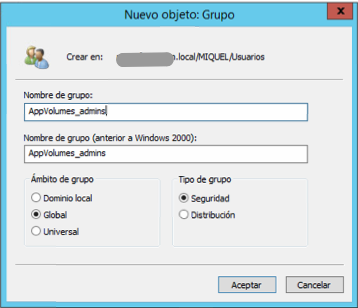 Nuevo objeto: Grupo
x
Crear en: n.local/MIQUEL/Usuarios
Nombre de grupo:
AppVolumes_admins
Nombre de grupo (anterior a Windows 2000):
AppVolumes_admins
Ámbito de grupo
Dominio local
Global
Universal
Tipo de grupo
Seguridad
Distribución
Aceptar
Cancelar